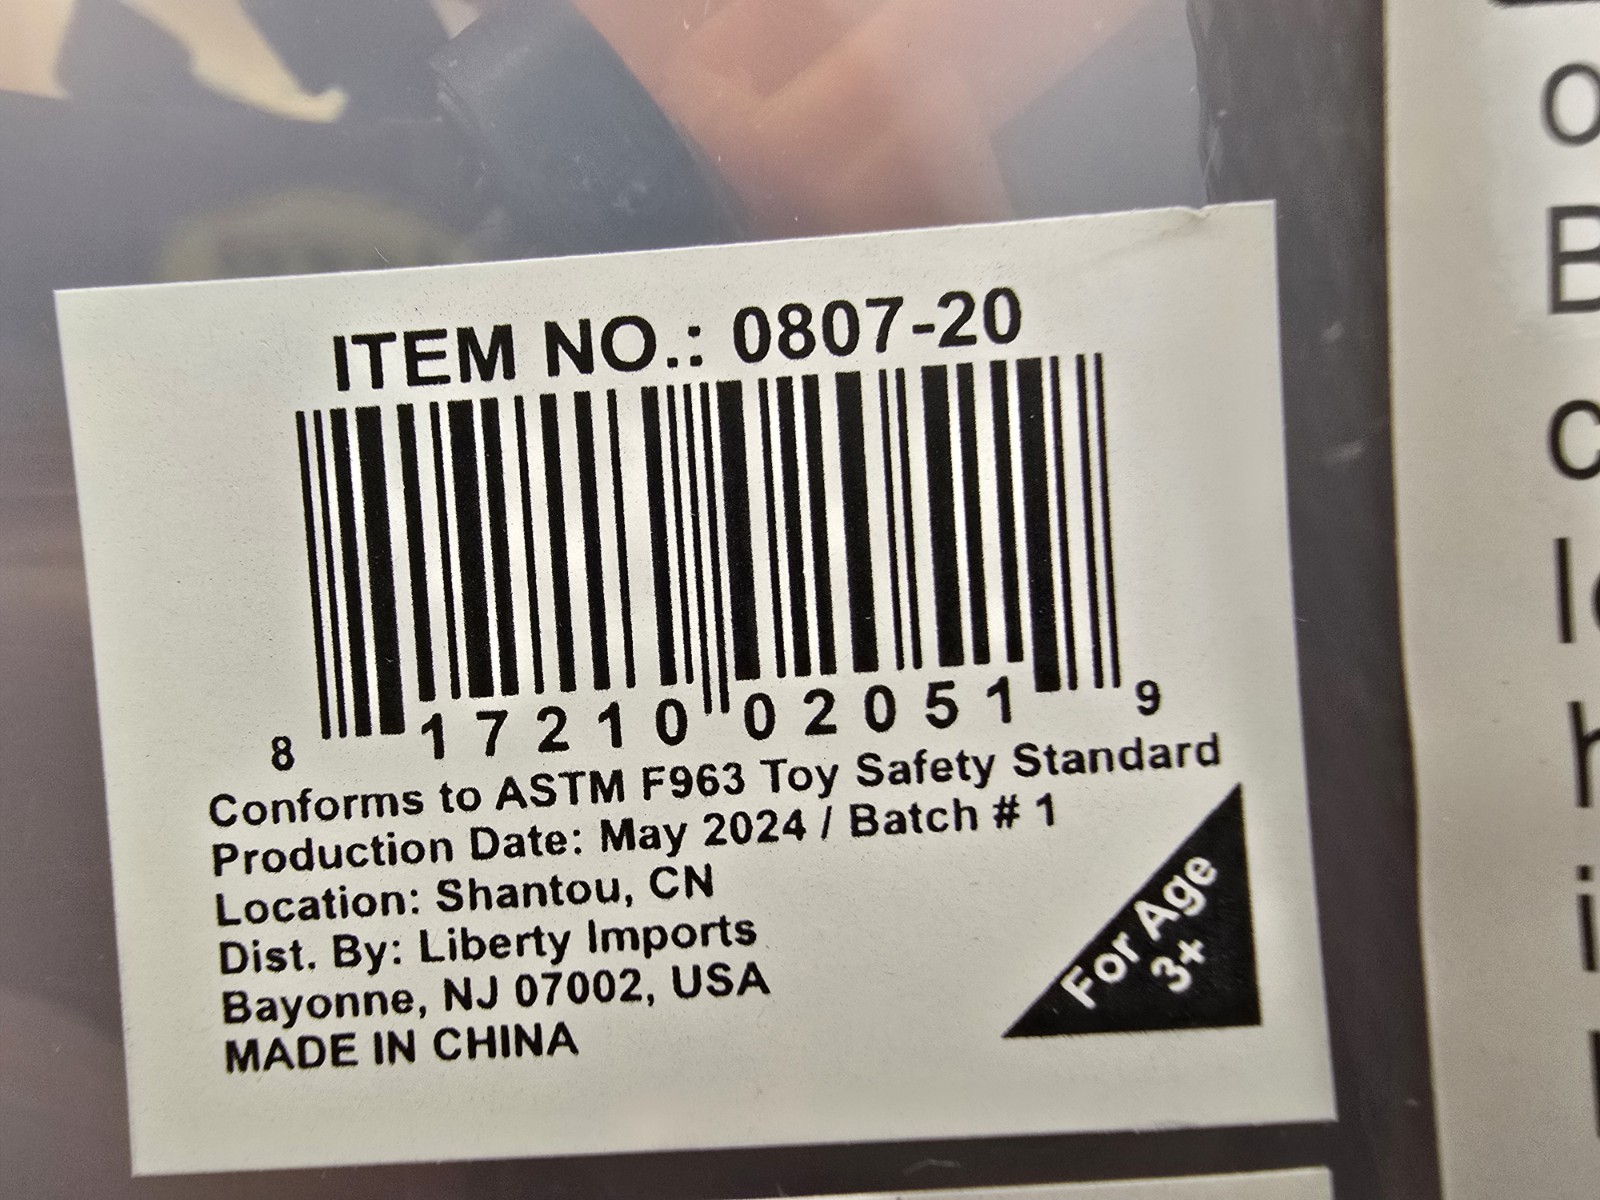 ITEM NO.: 0807-20
8 17210 02051 9
Conforms to ASTM F963 Toy Safety Standard
Production Date: May 2024 / Batch # 1
Location: Shantou, CN
Dist. By: Liberty Imports
Bayonne, NJ 07002, USA
MADE IN CHINA
For Age
3+